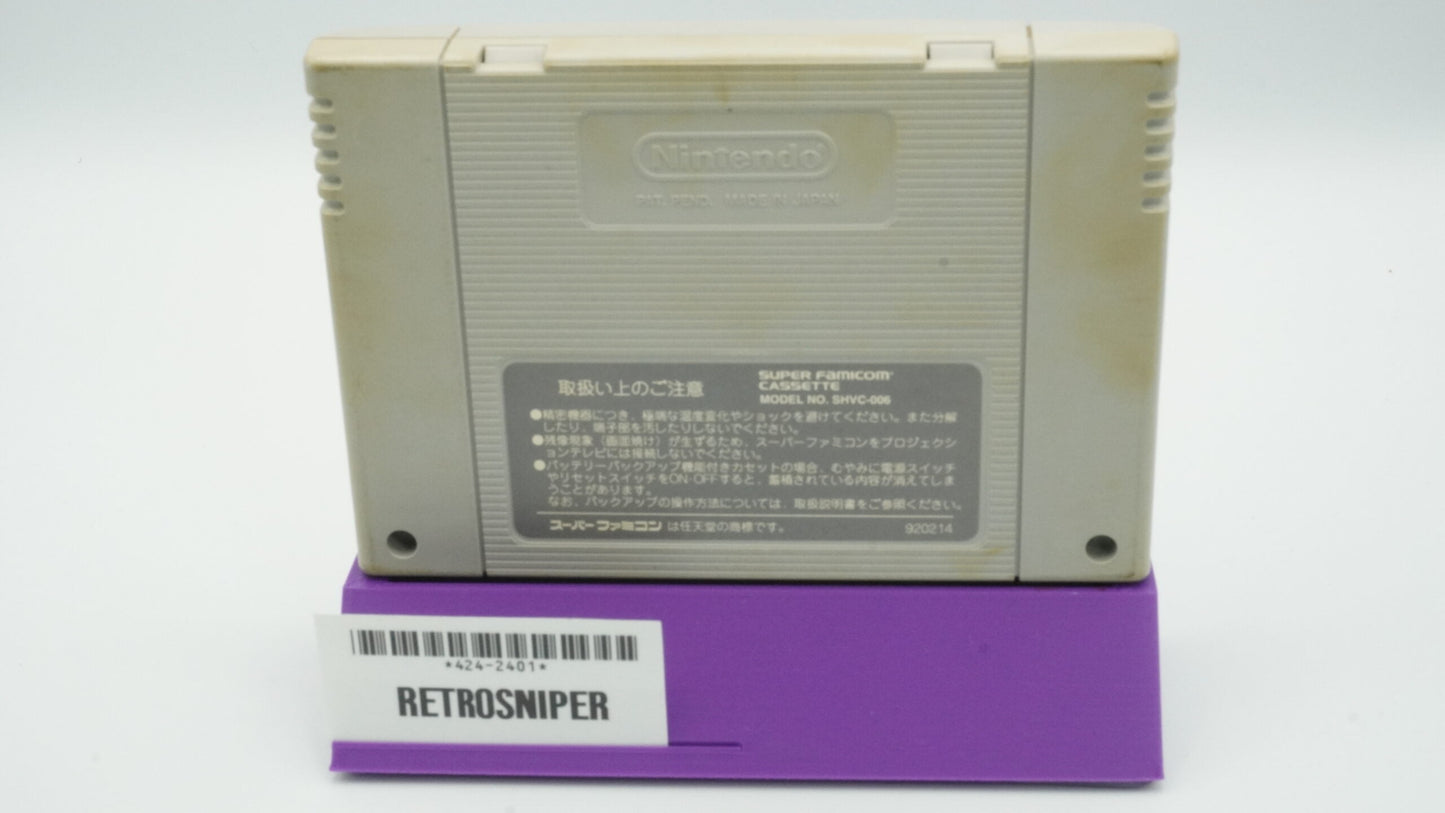 Nintendo®
PAT. PEND. MADE IN JAPAN
取扱い上のご注意
SUPER FAMICOM™
CASSETTE
MODEL NO. SHVC-006
●精密機器につき、極端な温度変化やショックを避けてください。また分解
したり、端子部を汚したりしないでください。
●残像現象（画面焼け）が生ずるため、スーパーファミコンをプロジェクシ
ョンテレビには接続しないでください。
●バッテリーバックアップ機能付きカセットの場合、むやみに電源スイッチ
やリセットスイッチをON-OFFすると、蓄積されている内容が消えてしま
うことがあります。
なお、バックアップの操作方法については、取扱説明書をご参照ください。
スーパーファミコン は任天堂の商標です。
920214
*424-2401*
RETROSNIPER